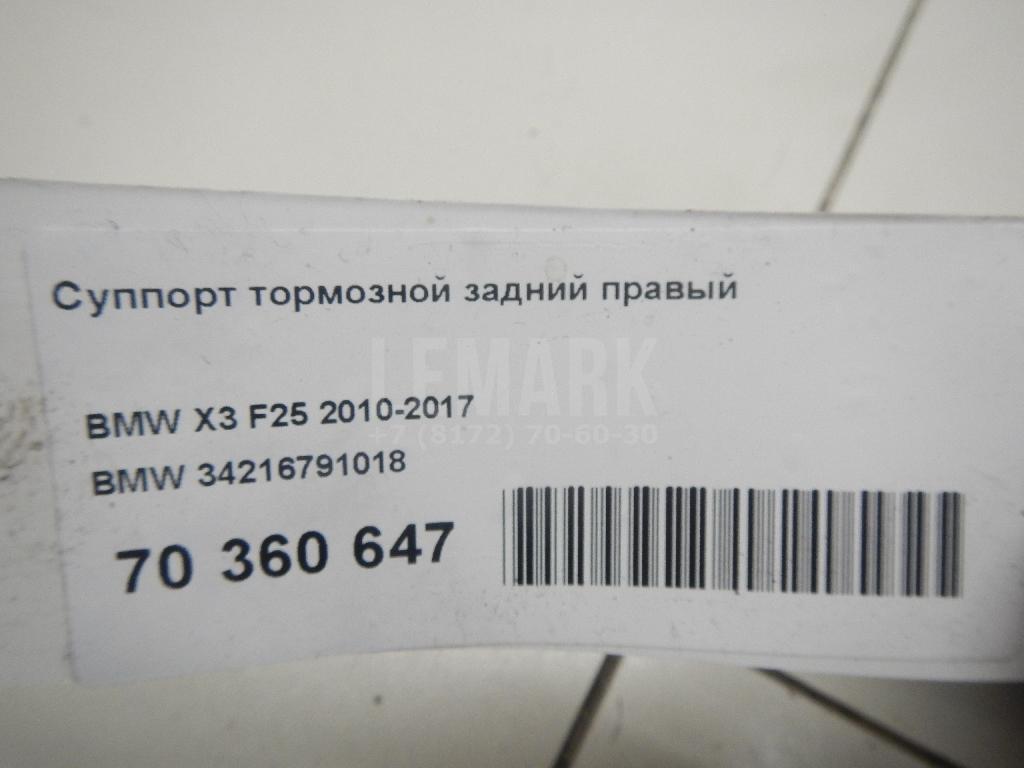 Суппорт тормозной задний правый
LEMARK
+7 (8172) 70-60-30
BMW X3 F25 2010-2017
BMW 34216791018
70 360 647